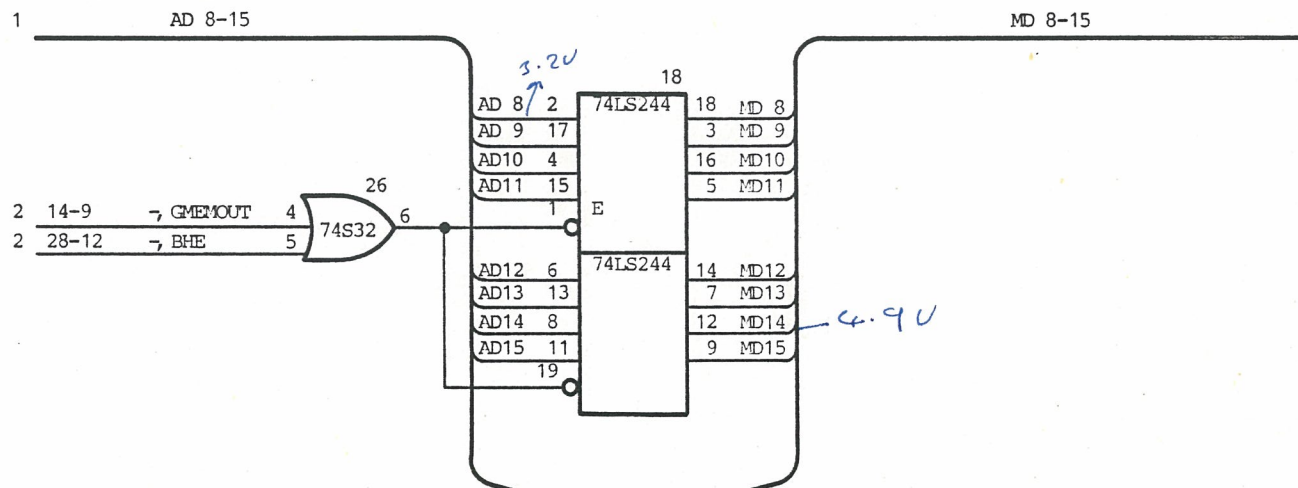 1 AD 8-15 MD 8-15
3.2V
18
AD 8 2 74LS244 18 MD 8
AD 9 17 3 MD 9
AD10 4 16 MD10
AD11 15 5 MD11
26
1 E
2 14-9 ¬, GMEMOUT 4 74S32 6
2 28-12 ¬, BHE 5
74LS244
AD12 6 14 MD12
AD13 13 7 MD13
AD14 8 12 MD14 4.9V
AD15 11 9 MD15
19